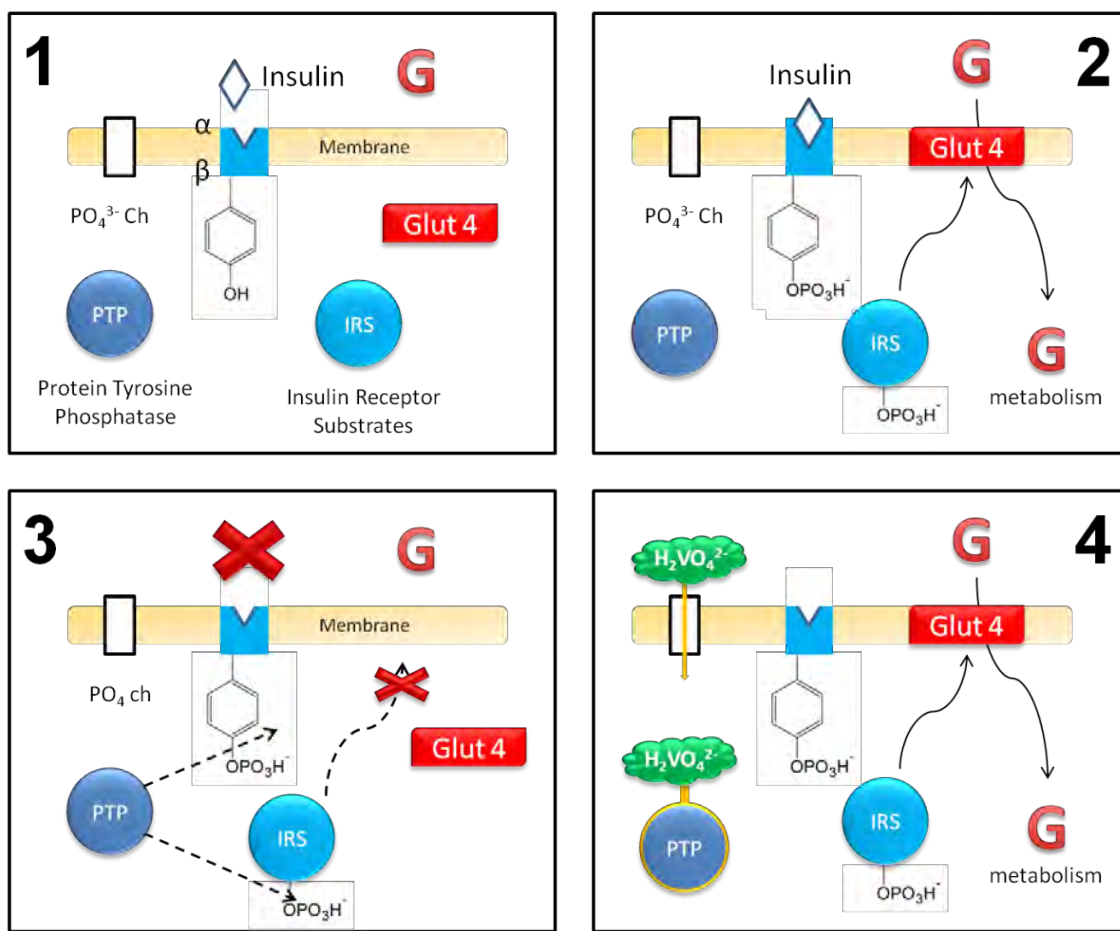 1
Insulin
G
α
Membrane
β
PO₄³⁻ Ch
Glut 4
OH
PTP
IRS
Protein Tyrosine
Phosphatase
Insulin Receptor
Substrates
2
Insulin
G
Glut 4
PO₄³⁻ Ch
OPO₃H⁻
PTP
IRS
G
metabolism
OPO₃H⁻
3
G
Membrane
PO₄ ch
Glut 4
OPO₃H⁻
PTP
IRS
OPO₃H⁻
4
G
H₂VO₄²⁻
Glut 4
H₂VO₄²⁻
OPO₃H⁻
PTP
IRS
G
metabolism
OPO₃H⁻